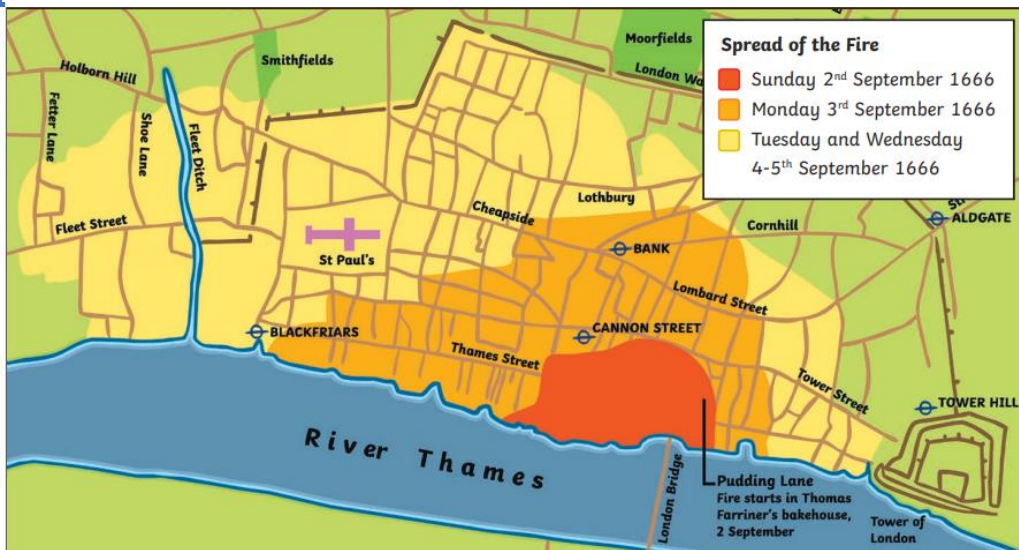 Spread of the Fire
Sunday 2nd September 1666
Monday 3rd September 1666
Tuesday and Wednesday
4-5th September 1666
Moorfields
Smithfields
Holborn Hill
London Wa
Fetter Lane
Shoe Lane
Fleet Ditch
Lothbury
Cheapside
Cornhill
ALDGATE
Fleet Street
BANK
St Paul's
Lombard Street
BLACKFRIARS
CANNON STREET
Thames Street
Tower Street
TOWER HILL
River Thames
London Bridge
Pudding Lane
Fire starts in Thomas
Farriner's bakehouse,
2 September
Tower of
London